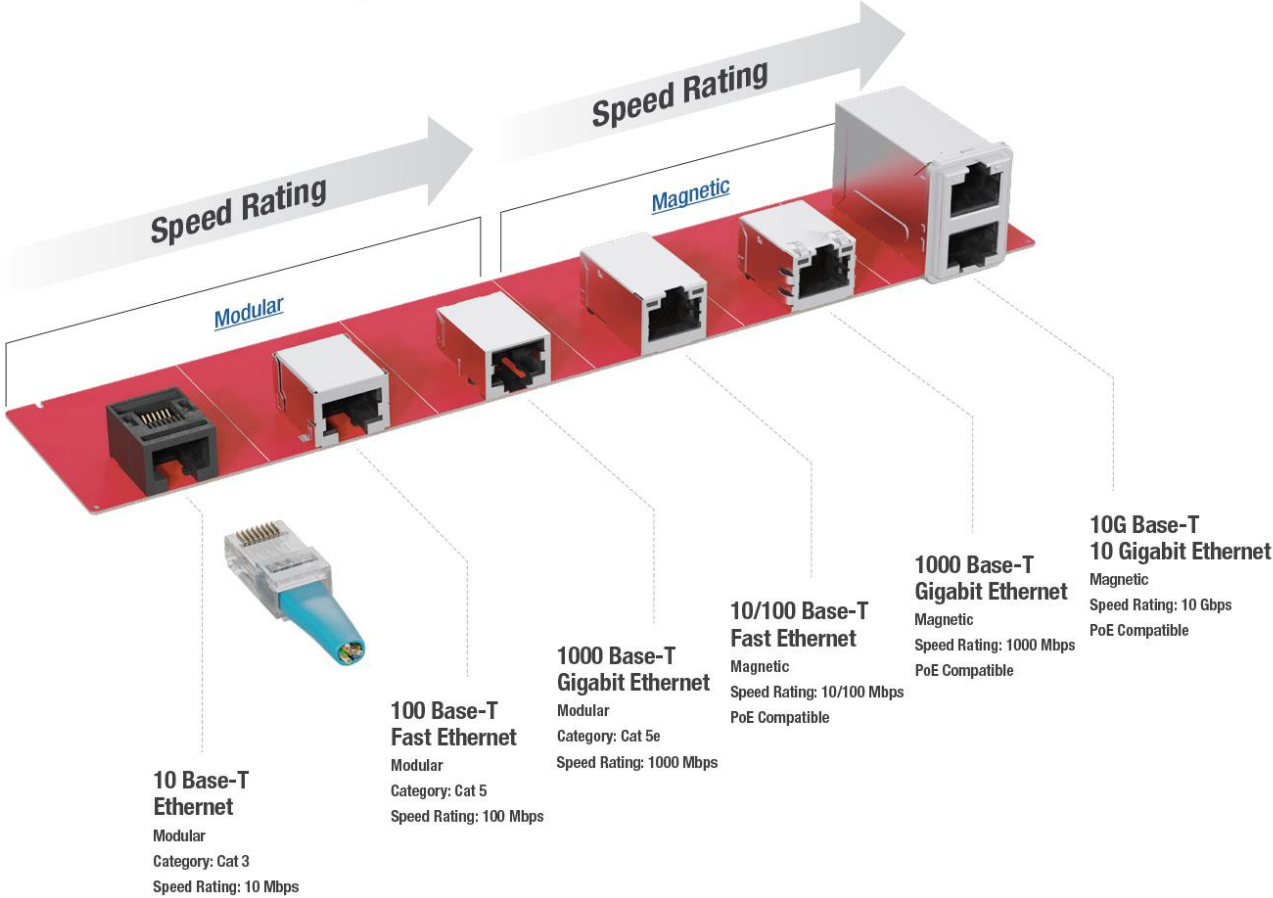 Speed Rating
Speed Rating
Modular
Magnetic
10 Base-T
Ethernet
Modular
Category: Cat 3
Speed Rating: 10 Mbps
100 Base-T
Fast Ethernet
Modular
Category: Cat 5
Speed Rating: 100 Mbps
1000 Base-T
Gigabit Ethernet
Modular
Category: Cat 5e
Speed Rating: 1000 Mbps
10/100 Base-T
Fast Ethernet
Magnetic
Speed Rating: 10/100 Mbps
PoE Compatible
1000 Base-T
Gigabit Ethernet
Magnetic
Speed Rating: 1000 Mbps
PoE Compatible
10G Base-T
10 Gigabit Ethernet
Magnetic
Speed Rating: 10 Gbps
PoE Compatible